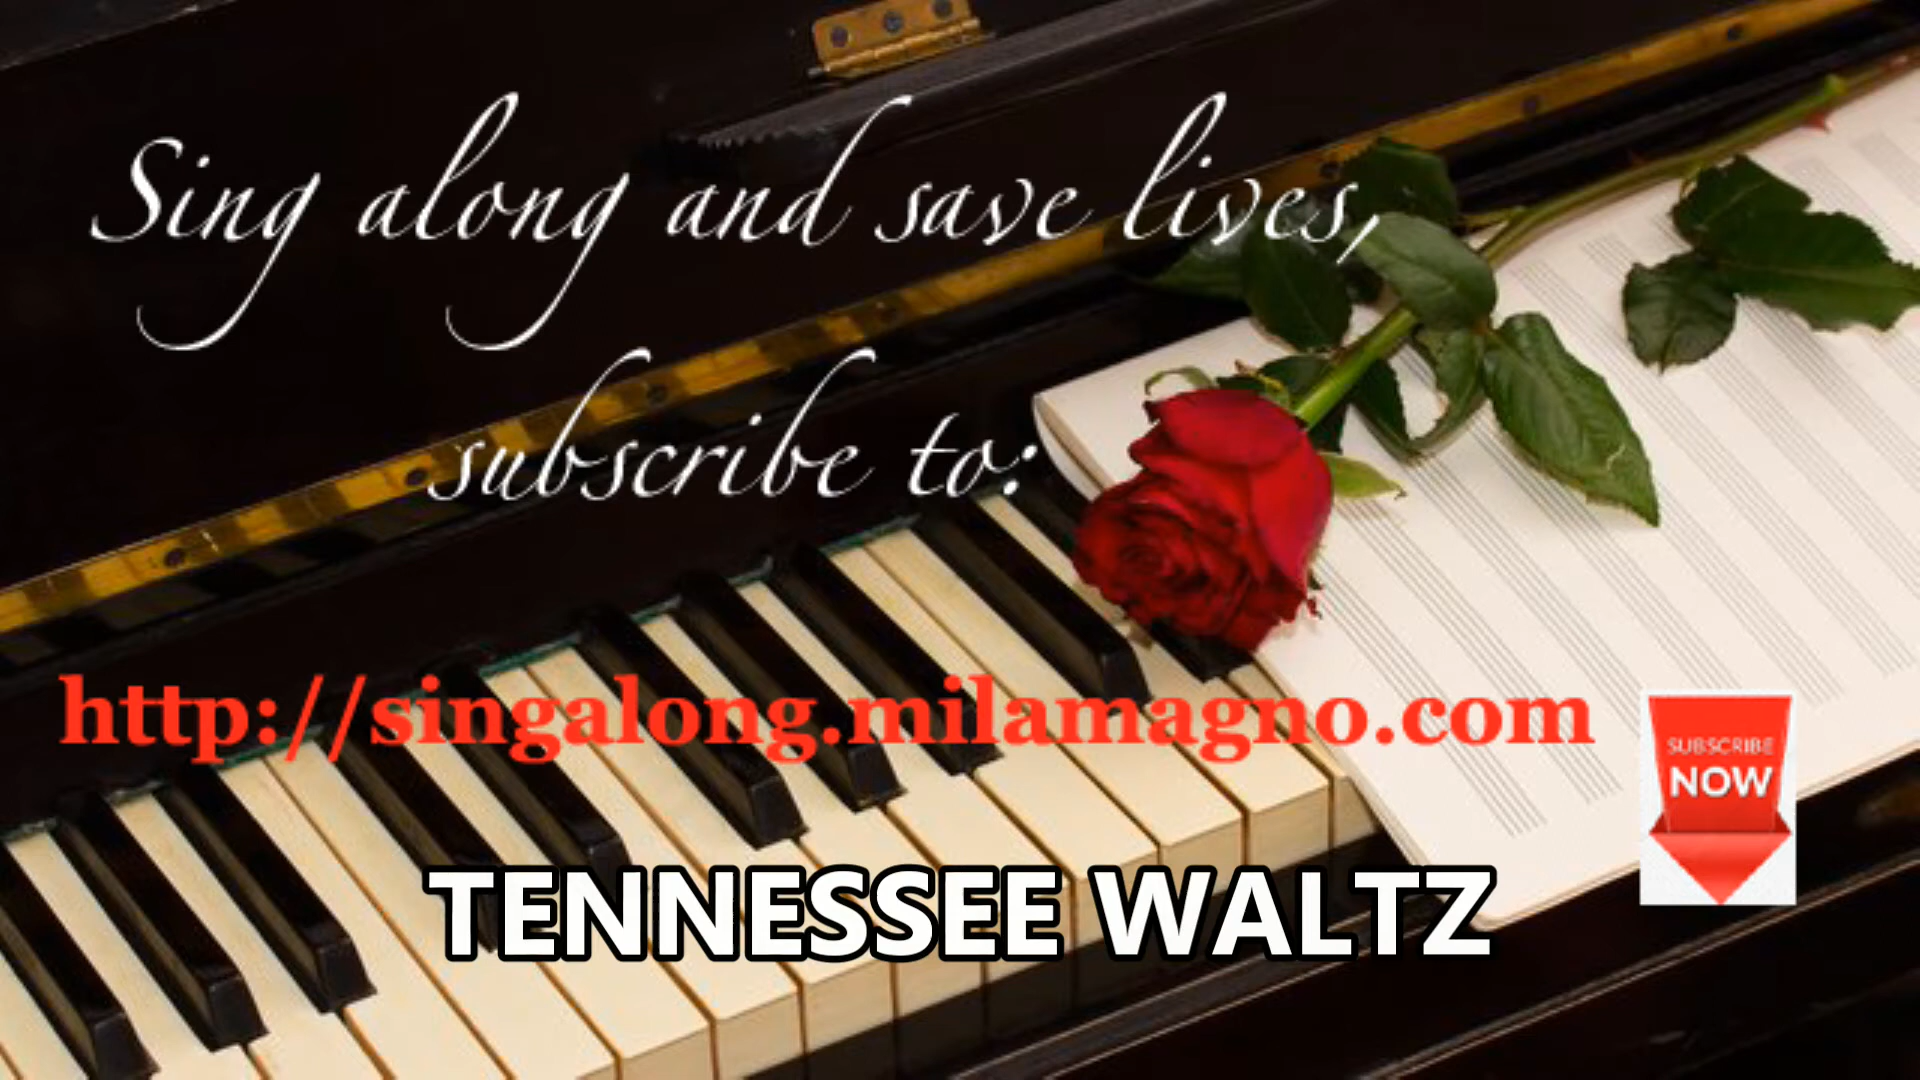 Sing along and save lives,
subscribe to:
http://singalong.milamagno.com
SUBSCRIBE
NOW
TENNESSEE WALTZ